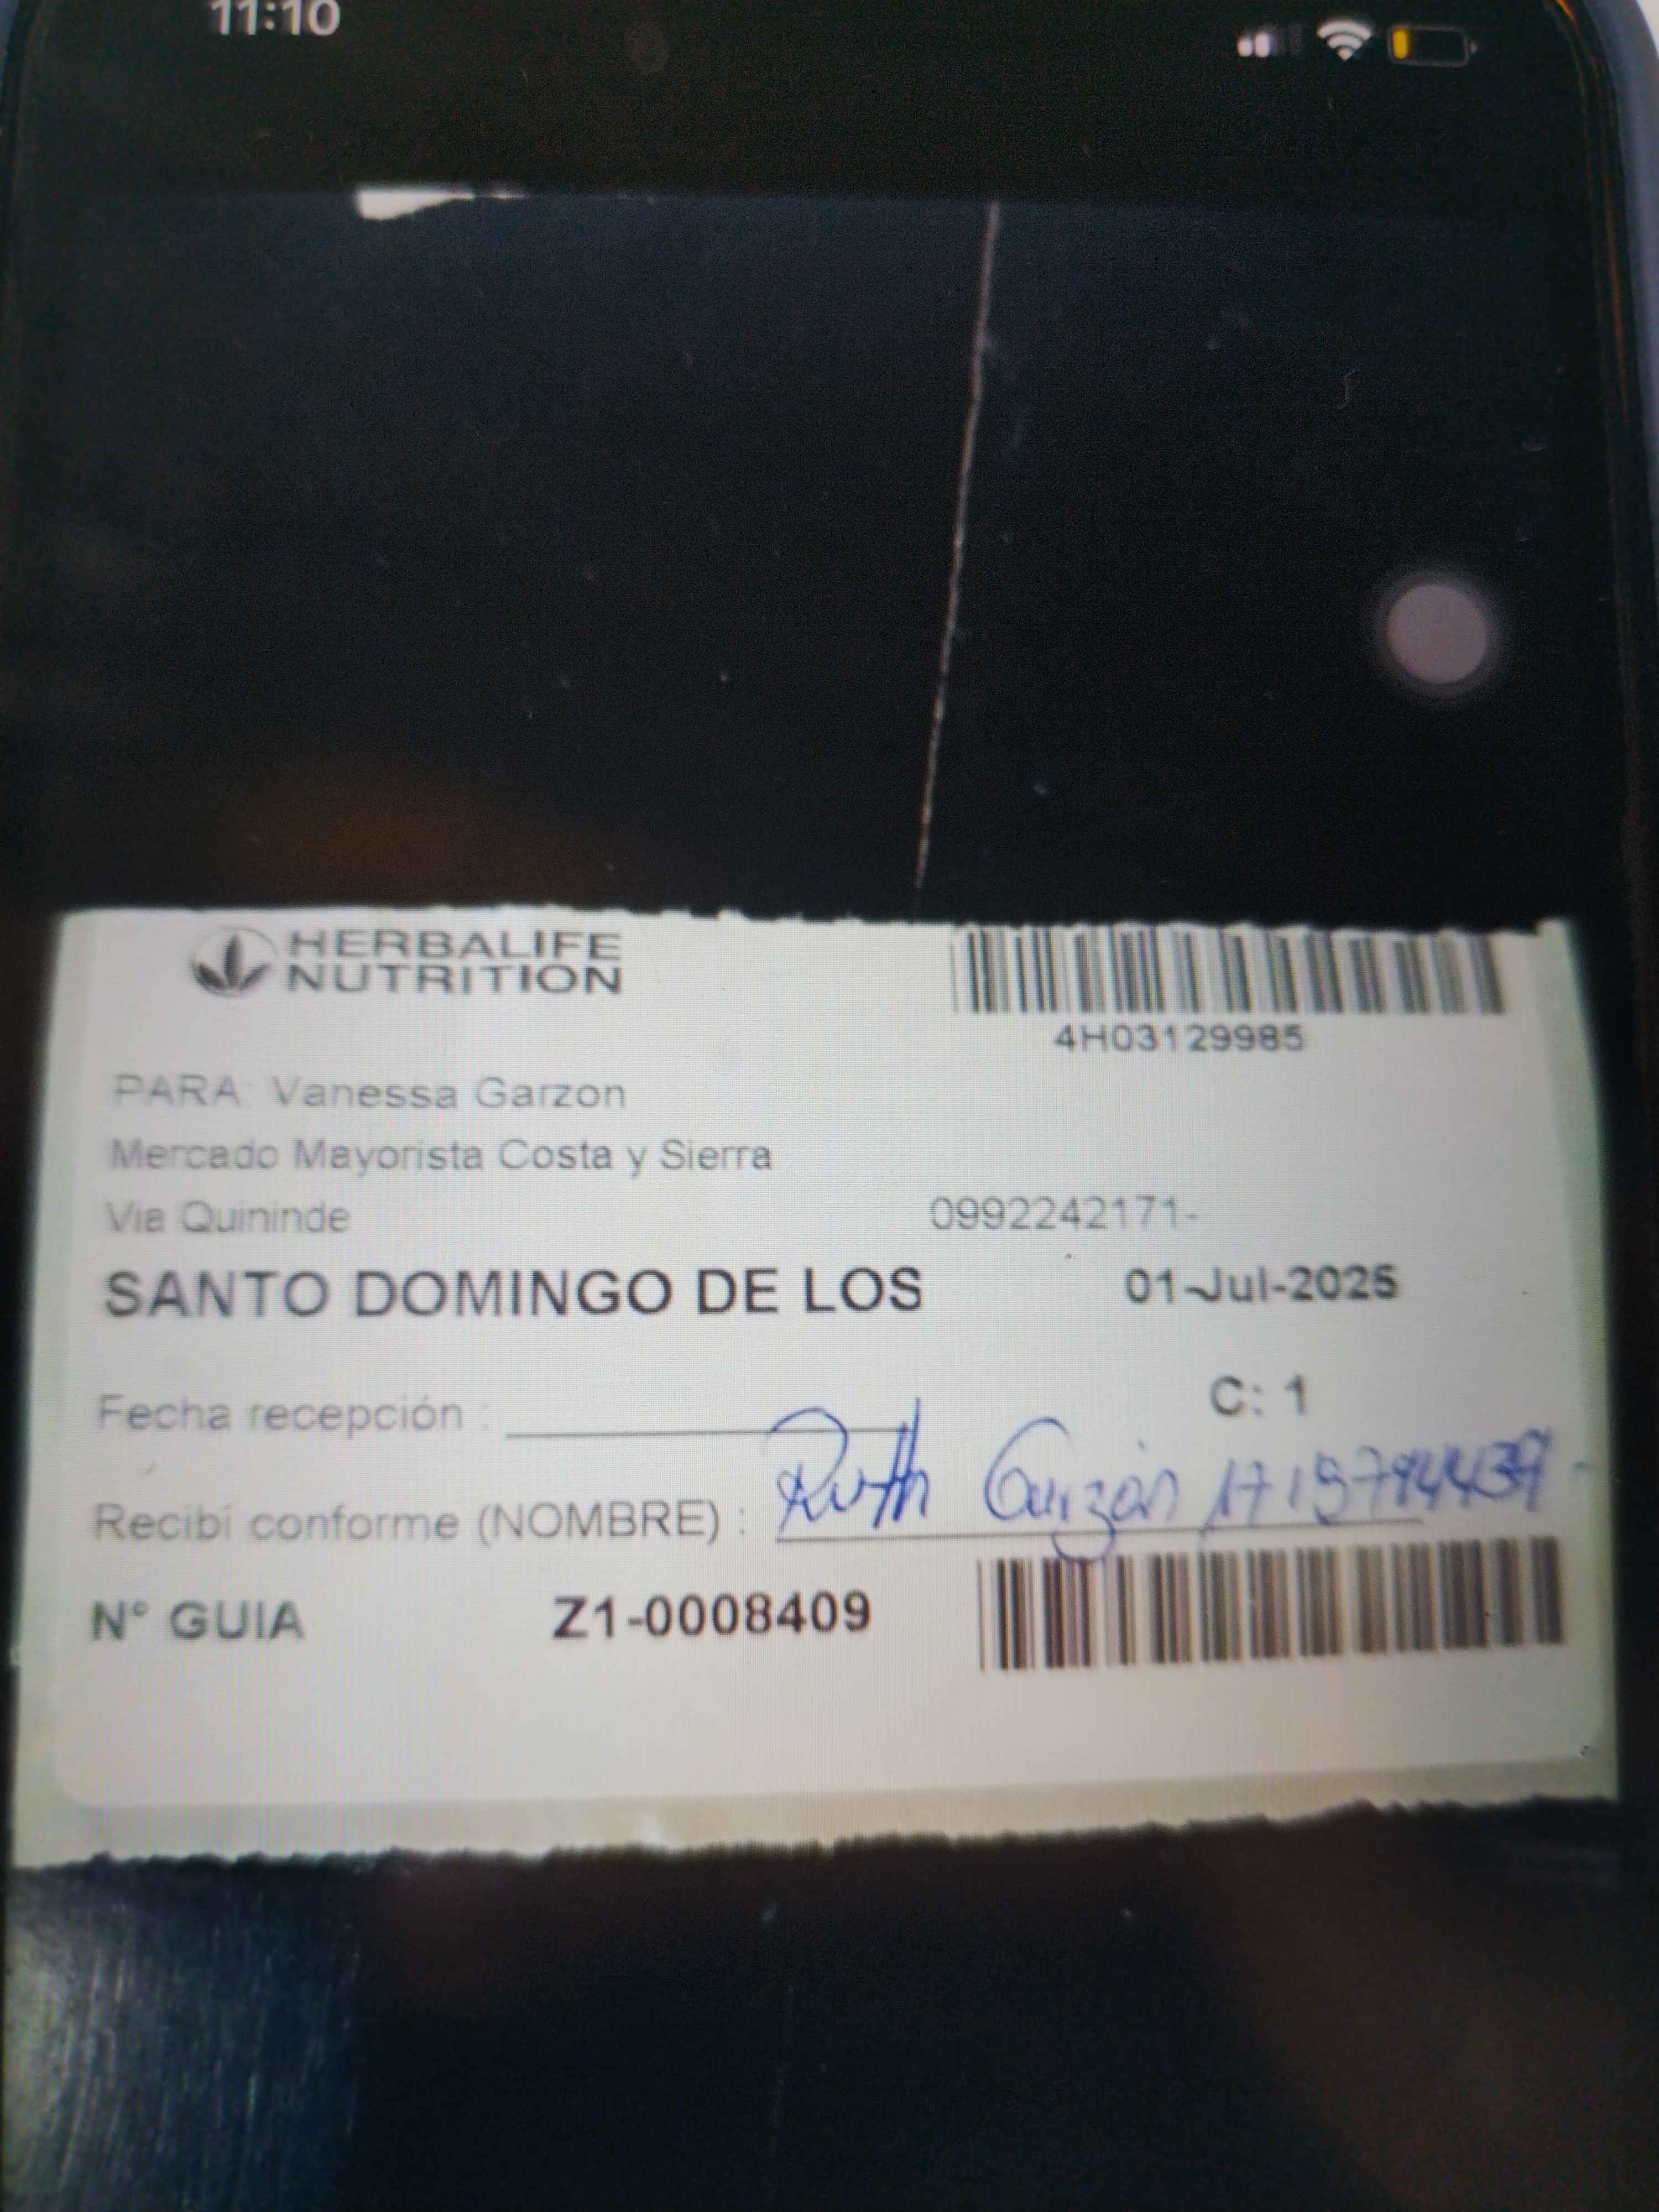 11:10
HERBALIFE
NUTRITION
4H03129985
PARA: Vanessa Garzon
Mercado Mayorista Costa y Sierra
Via Quininde 0992242171-
SANTO DOMINGO DE LOS 01-Jul-2025
C: 1
Fecha recepción :
Recibí conforme (NOMBRE) : Ruth Garzón
N° GUIA Z1-0008409